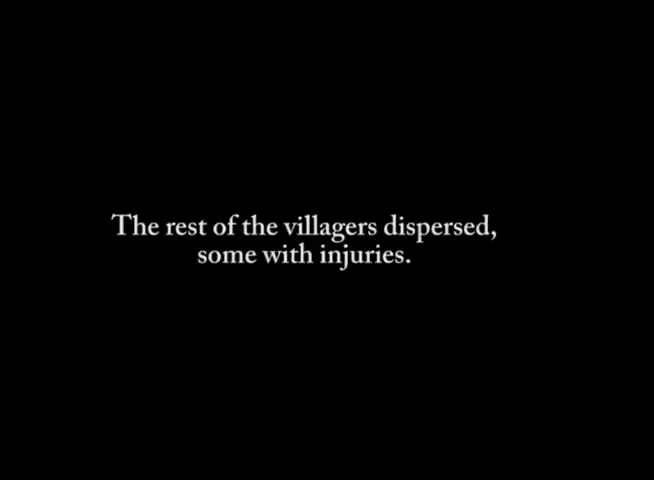 The rest of the villagers dispersed,
some with injuries.